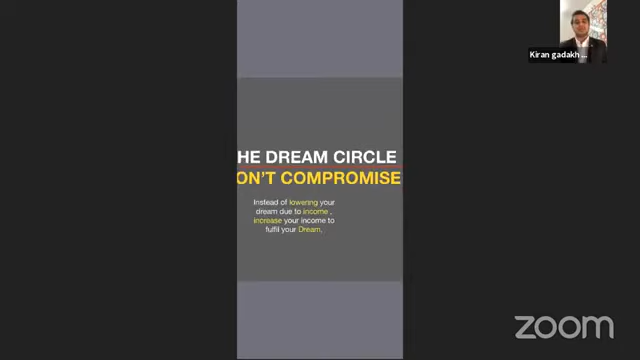 HE DREAM CIRCLE
ON'T COMPROMISE
Instead of lowering your
dream due to income ,
increase your income to
fulfil your Dream.
Kiran gadakh ...
zoom